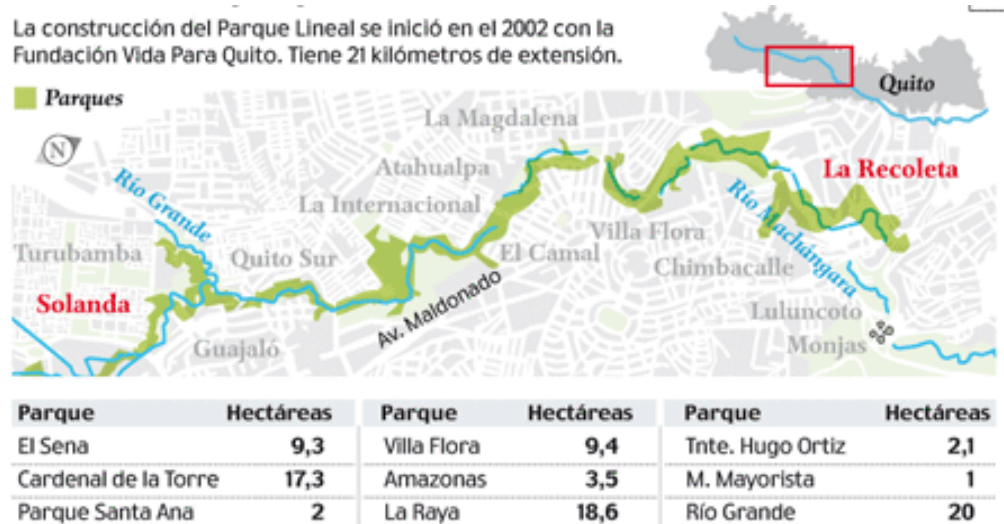 La construcción del Parque Lineal se inició en el 2002 con la
Fundación Vida Para Quito. Tiene 21 kilómetros de extensión.
Quito
Parques
N
La Magdalena
Atahualpa
La Recoleta
Río Grande
La Internacional
Río Machángara
Turubamba
Quito Sur
El Camal
Villa Flora
Chimbacalle
Solanda
Av. Maldonado
Luluncoto
Guajaló
Monjas
Parque Hectáreas Parque Hectáreas Parque Hectáreas
El Sena 9,3 Villa Flora 9,4 Tnte. Hugo Ortiz 2,1
Cardenal de la Torre 17,3 Amazonas 3,5 M. Mayorista 1
Parque Santa Ana 2 La Raya 18,6 Río Grande 20